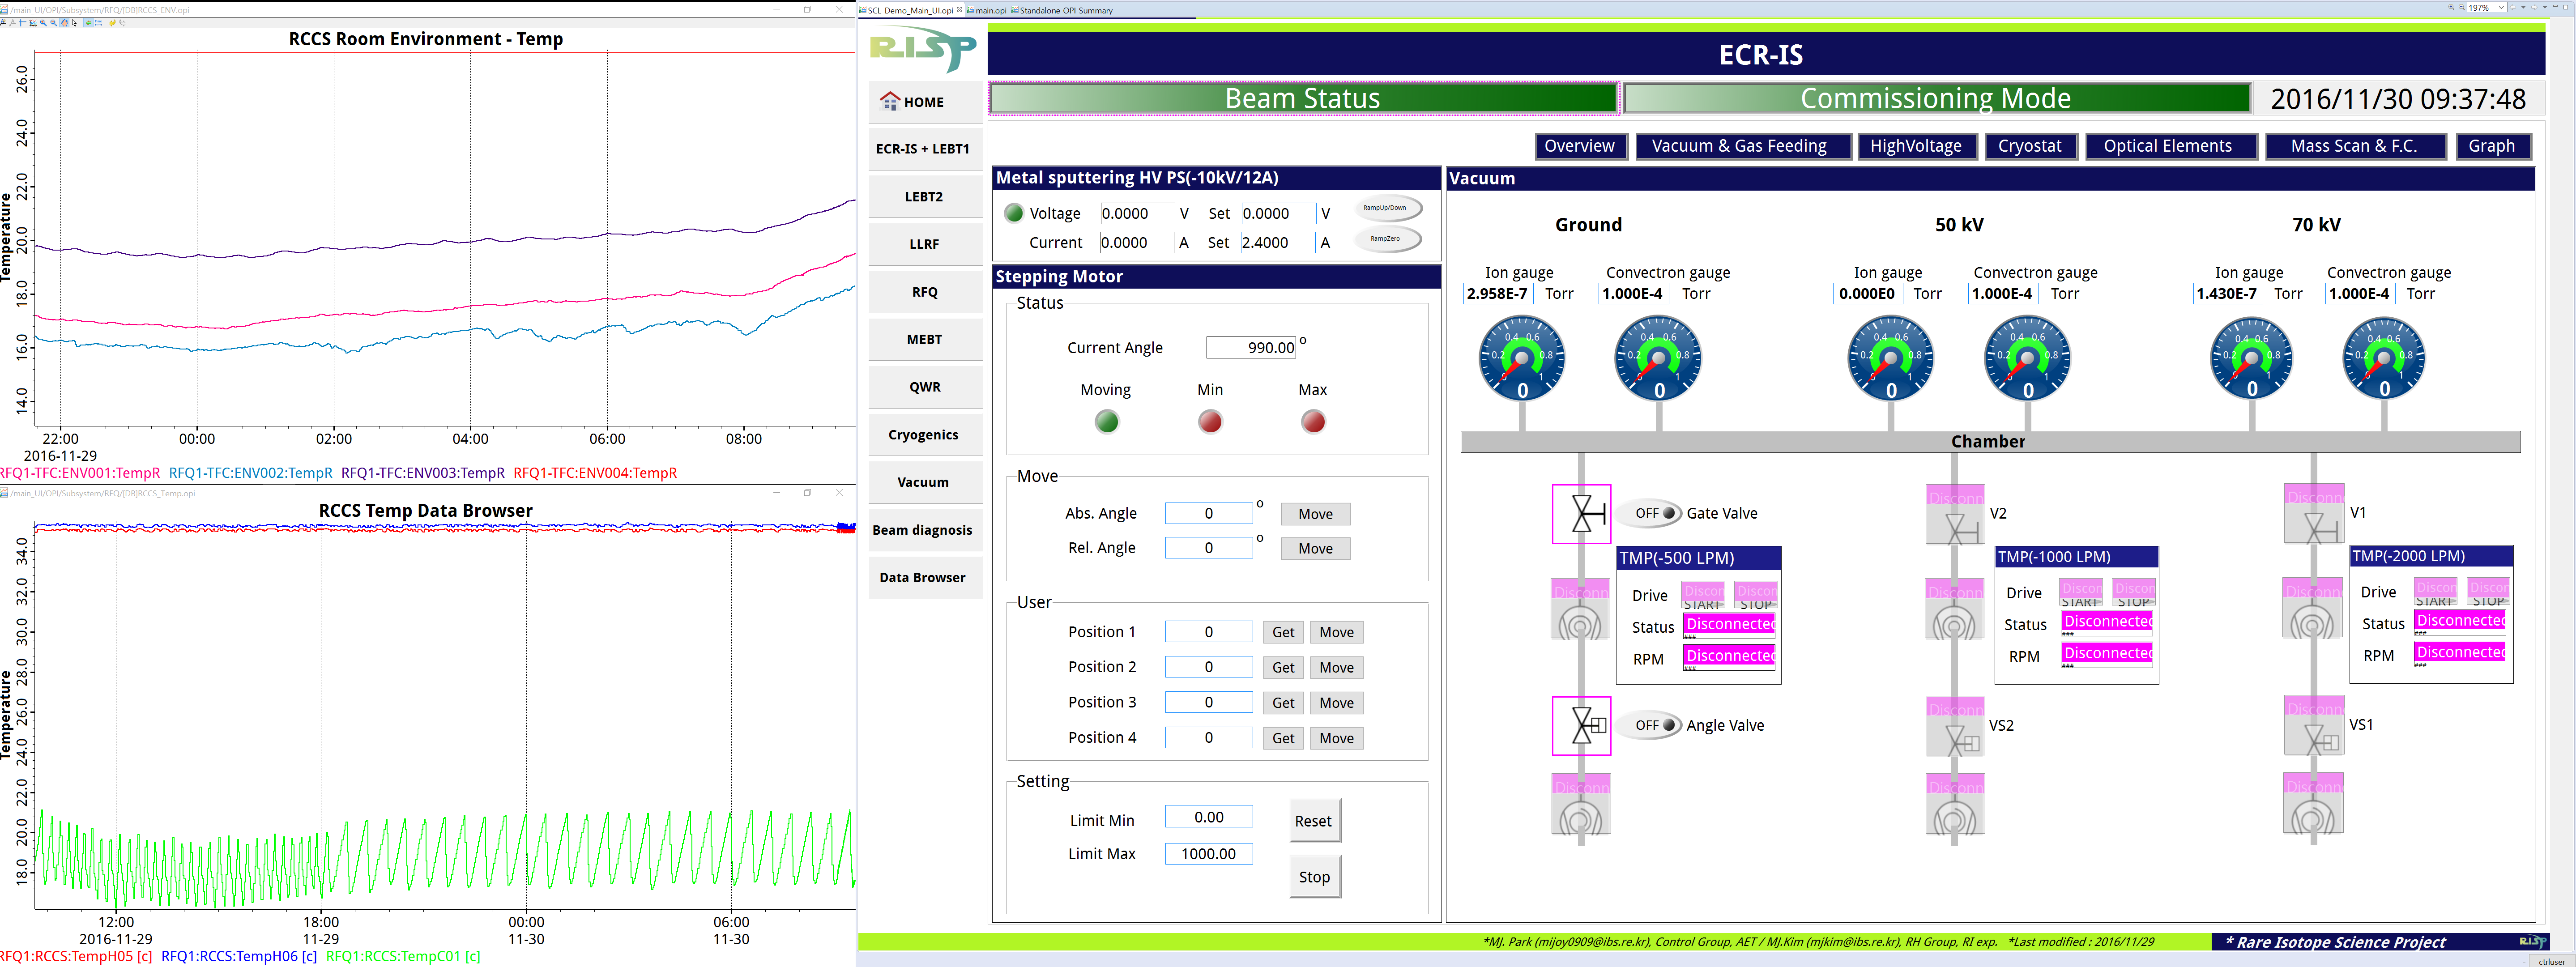 /main_UI/OPI/Subsystem/RFQ/[DB]RCCS_ENV.opi
RCCS Room Environment - Temp
Temperature
26.0
24.0
22.0
20.0
18.0
16.0
14.0
22:00 00:00 02:00 04:00 06:00 08:00
2016-11-29
RFQ1-TFC:ENV001:TempR RFQ1-TFC:ENV002:TempR RFQ1-TFC:ENV003:TempR RFQ1-TFC:ENV004:TempR
/main_UI/OPI/Subsystem/RFQ/[DB]RCCS_Temp.opi
RCCS Temp Data Browser
Temperature
34.0
32.0
30.0
28.0
26.0
24.0
22.0
20.0
18.0
12:00 18:00 00:00 06:00
2016-11-29 11-29 11-30 11-30
RFQ1:RCCS:TempH05 [c] RFQ1:RCCS:TempH06 [c] RFQ1:RCCS:TempC01 [c]
SCL-Demo_Main_UI.opi main.opi Standalone OPI Summary
197%
RISP
ECR-IS
Beam Status Commissioning Mode 2016/11/30 09:37:48
HOME
ECR-IS + LEBT1
LEBT2
LLRF
RFQ
MEBT
QWR
Cryogenics
Vacuum
Beam diagnosis
Data Browser
Overview Vacuum & Gas Feeding HighVoltage Cryostat Optical Elements Mass Scan & F.C. Graph
Metal sputtering HV PS(-10kV/12A)
Voltage 0.0000 V Set 0.0000 V RampUp/Down
Current 0.0000 A Set 2.4000 A RampZero
Stepping Motor
Status
Current Angle 990.00 o
Moving Min Max
Move
Abs. Angle 0 o Move
Rel. Angle 0 o Move
User
Position 1 0 Get Move
Position 2 0 Get Move
Position 3 0 Get Move
Position 4 0 Get Move
Setting
Limit Min 0.00 Reset
Limit Max 1000.00
Stop
Vacuum
Ground 50 kV 70 kV
Ion gauge Convectron gauge Ion gauge Convectron gauge Ion gauge Convectron gauge
2.958E-7 Torr 1.000E-4 Torr 0.000E0 Torr 1.000E-4 Torr 1.430E-7 Torr 1.000E-4 Torr
0.4 0.6 0.4 0.6 0.4 0.6 0.4 0.6 0.4 0.6 0.4 0.6
0.2 0.8 0.2 0.8 0.2 0.8 0.2 0.8 0.2 0.8 0.2 0.8
0 1 0 1 0 1 0 1 0 1 0 1
0 0 0 0 0 0
Chamber
OFF Gate Valve Disconn V2 Disconn V1
TMP(-500 LPM) TMP(-1000 LPM) TMP(-2000 LPM)
Disconn Drive Discon Discon Disconn Drive Discon Discon Disconn Drive Discon Discon
START STOP START STOP START STOP
Status Disconnected Status Disconnected Status Disconnected
###  ###  ###
RPM Disconnected RPM Disconnected RPM Disconnected
###  ###  ###
OFF Angle Valve Disconn VS2 Disconn VS1
Disconn Disconn Disconn
*MJ. Park (mijoy0909@ibs.re.kr), Control Group, AET / MJ.Kim (mjkim@ibs.re.kr), RH Group, RI exp. *Last modified : 2016/11/29
* Rare Isotope Science Project RISP
ctrluser